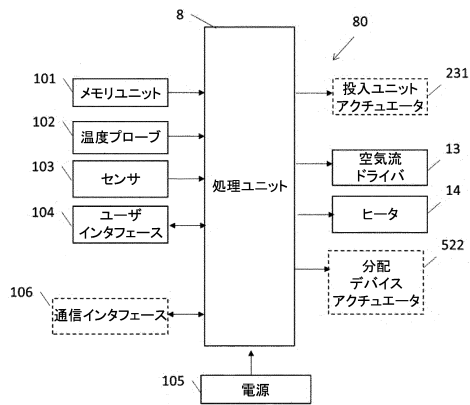 8
80
101
メモリユニット
102
温度プローブ
103
センサ
104
ユーザ
インタフェース
106
通信インタフェース
処理ユニット
投入ユニット
アクチュエータ
231
空気流
ドライバ
13
ヒータ
14
分配
デバイス
アクチュエータ
522
105
電源